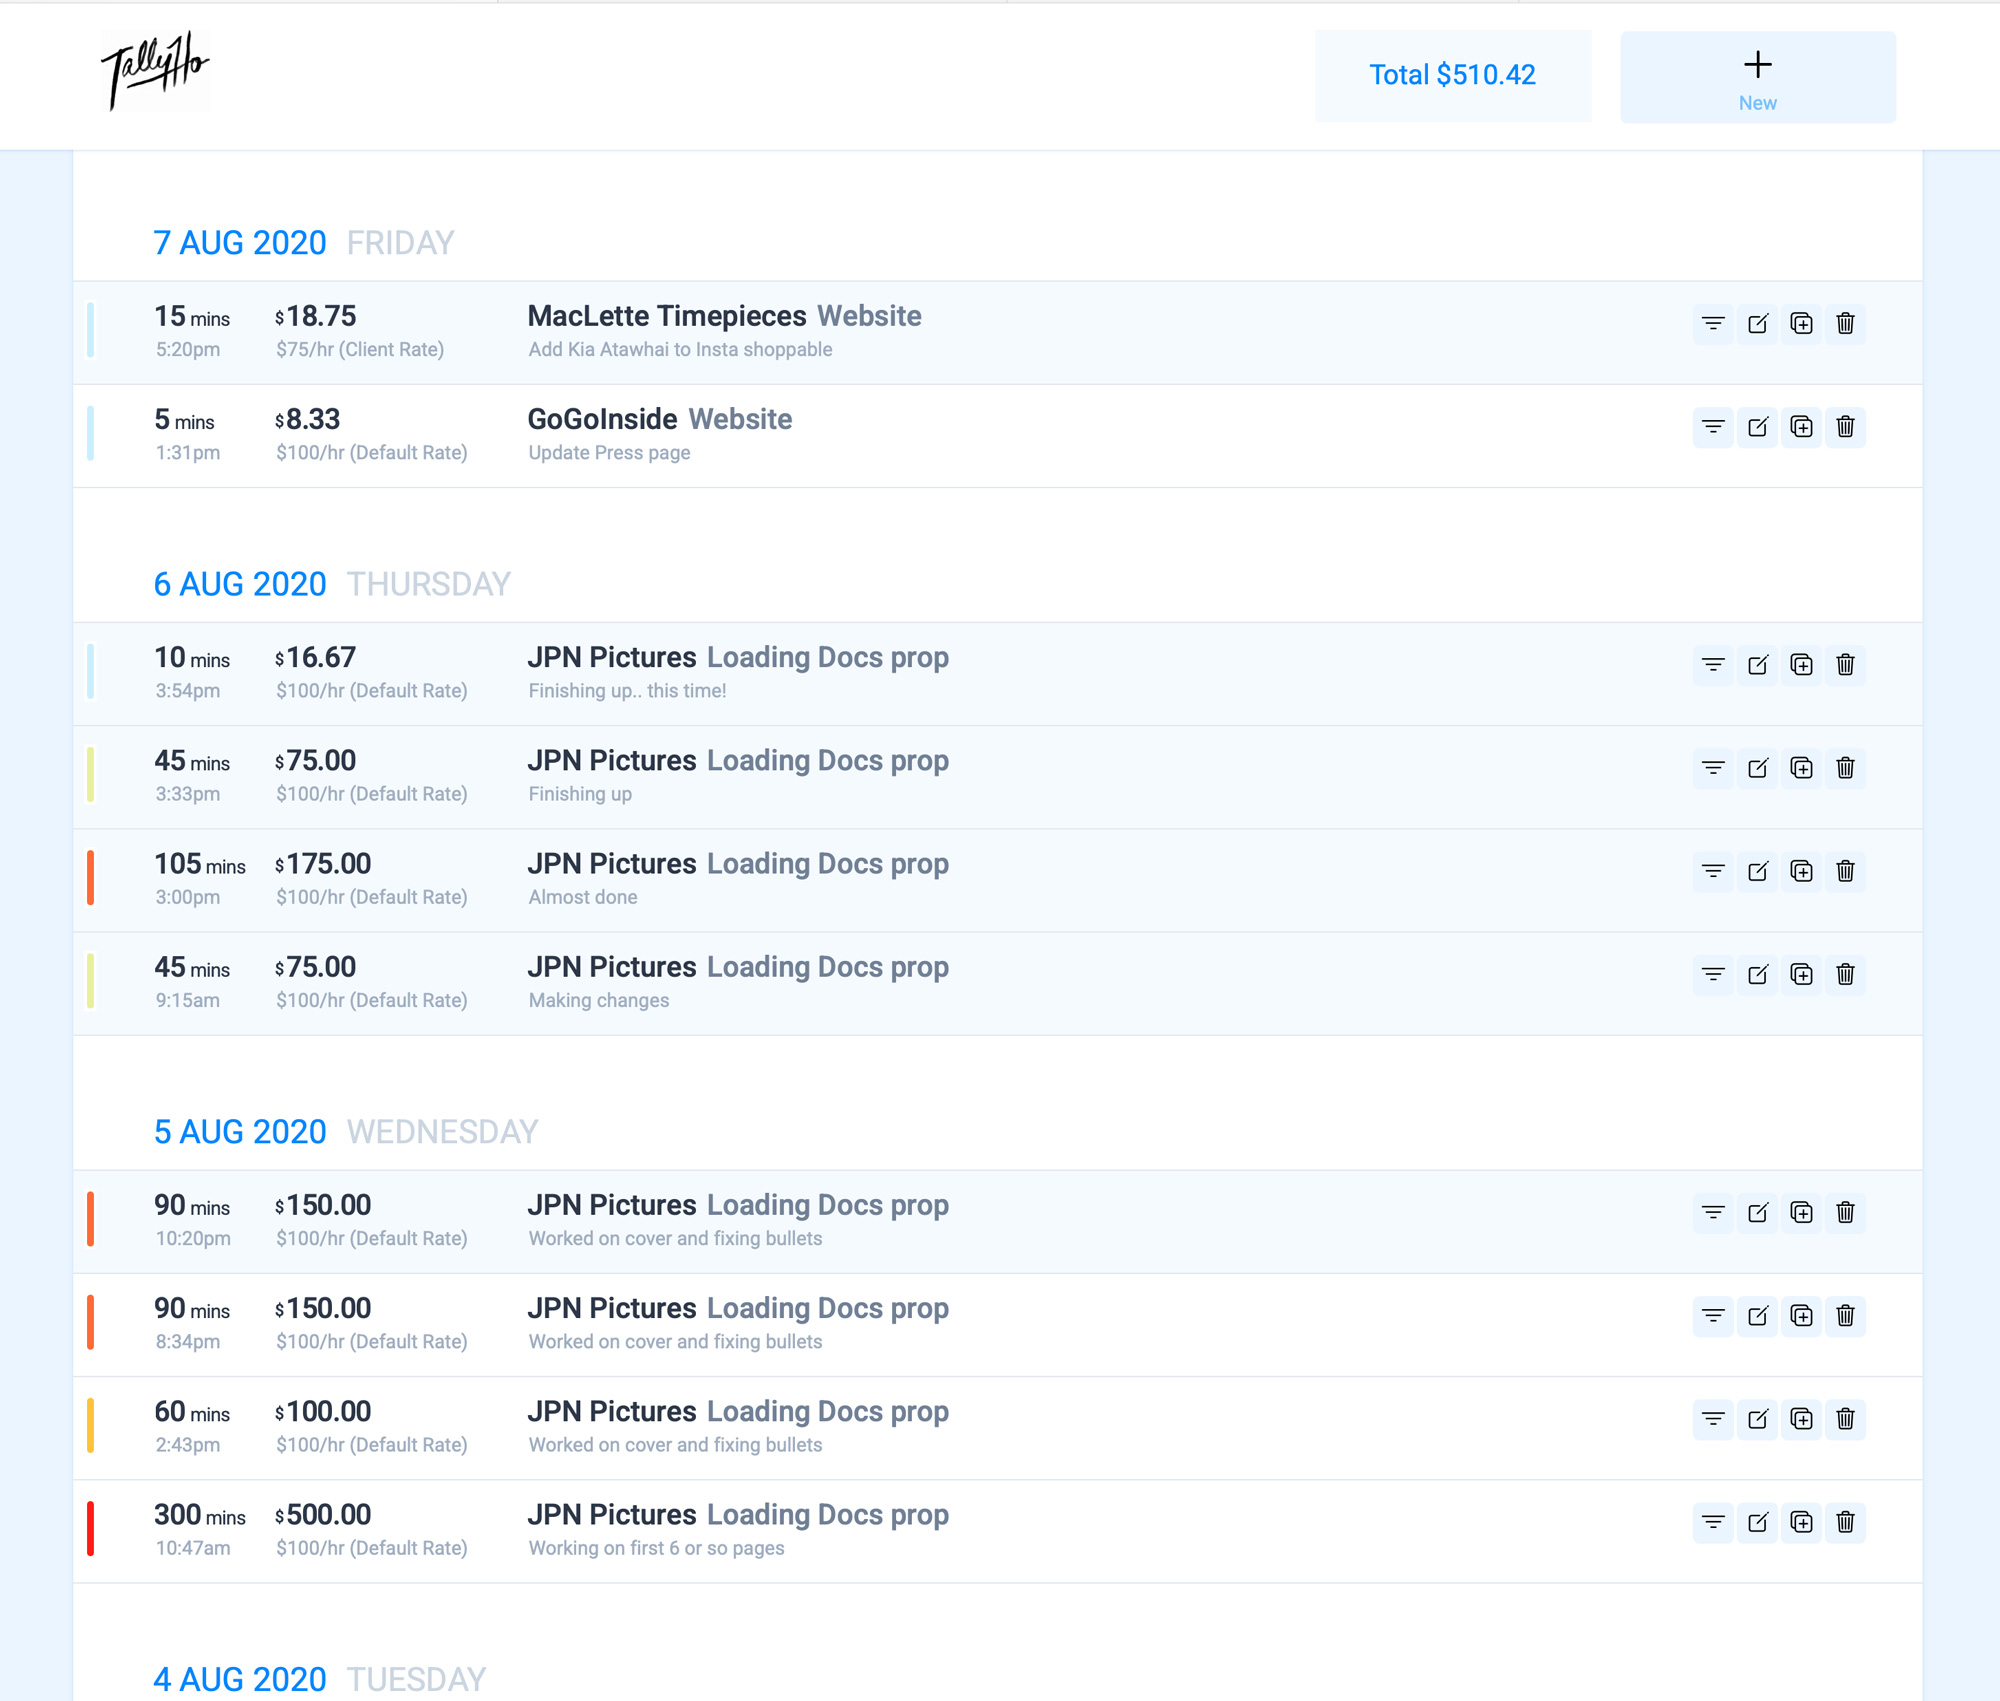 TallyHo
Total $510.42
New
7 AUG 2020 FRIDAY
15 mins $18.75 MacLette Timepieces Website
5:20pm $75/hr (Client Rate) Add Kia Atawhai to Insta shoppable
5 mins $8.33 GoGoInside Website
1:31pm $100/hr (Default Rate) Update Press page
6 AUG 2020 THURSDAY
10 mins $16.67 JPN Pictures Loading Docs prop
3:54pm $100/hr (Default Rate) Finishing up.. this time!
45 mins $75.00 JPN Pictures Loading Docs prop
3:33pm $100/hr (Default Rate) Finishing up
105 mins $175.00 JPN Pictures Loading Docs prop
3:00pm $100/hr (Default Rate) Almost done
45 mins $75.00 JPN Pictures Loading Docs prop
9:15am $100/hr (Default Rate) Making changes
5 AUG 2020 WEDNESDAY
90 mins $150.00 JPN Pictures Loading Docs prop
10:20pm $100/hr (Default Rate) Worked on cover and fixing bullets
90 mins $150.00 JPN Pictures Loading Docs prop
8:34pm $100/hr (Default Rate) Worked on cover and fixing bullets
60 mins $100.00 JPN Pictures Loading Docs prop
2:43pm $100/hr (Default Rate) Worked on cover and fixing bullets
300 mins $500.00 JPN Pictures Loading Docs prop
10:47am $100/hr (Default Rate) Working on first 6 or so pages
4 AUG 2020 TUESDAY